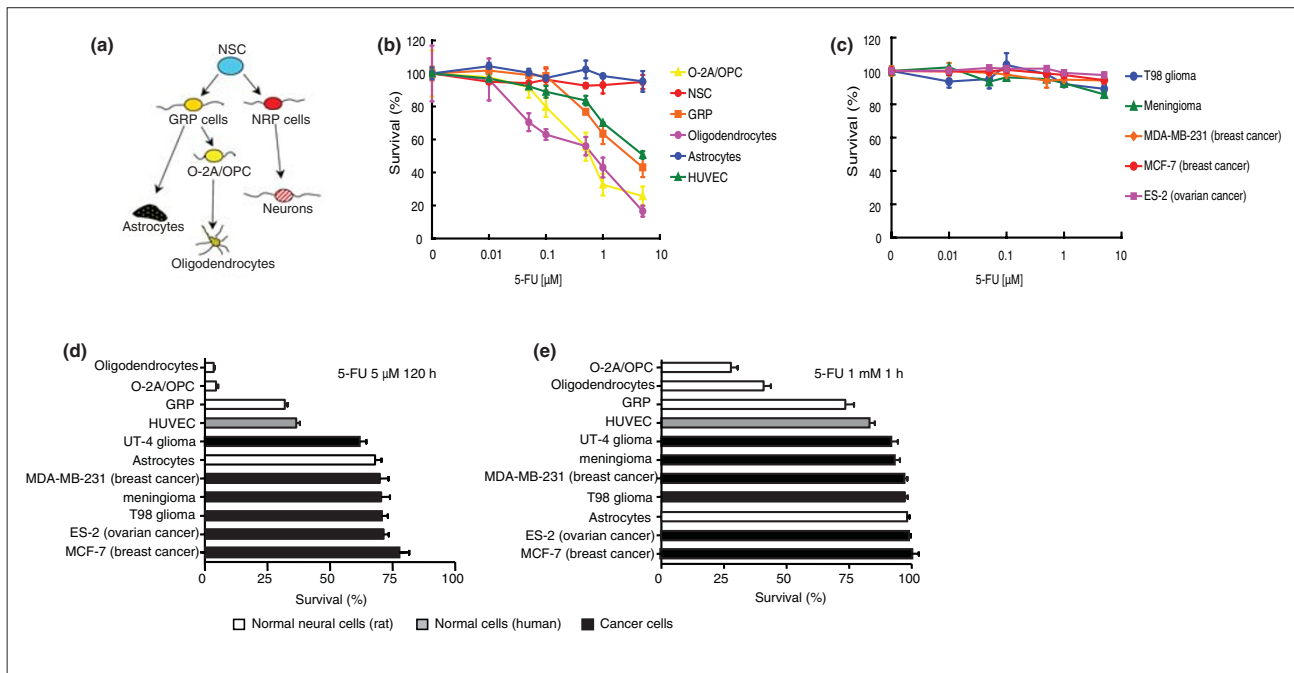 (a)
NSC
GRP cells
NRP cells
O-2A/OPC
Astrocytes
Neurons
Oligodendrocytes
(b)
120
100
80
60
40
20
0
Survival (%)
0
0.01
0.1
1
10
5-FU [µM]
O-2A/OPC
NSC
GRP
Oligodendrocytes
Astrocytes
HUVEC
(c)
120
100
80
60
40
20
0
Survival (%)
0
0.01
0.1
1
10
5-FU [µM]
T98 glioma
Meningioma
MDA-MB-231 (breast cancer)
MCF-7 (breast cancer)
ES-2 (ovarian cancer)
(d)
5-FU 5 µM 120 h
Oligodendrocytes
O-2A/OPC
GRP
HUVEC
UT-4 glioma
Astrocytes
MDA-MB-231 (breast cancer)
meningioma
T98 glioma
ES-2 (ovarian cancer)
MCF-7 (breast cancer)
0 25 50 75 100
Survival (%)
(e)
5-FU 1 mM 1 h
O-2A/OPC
Oligodendrocytes
GRP
HUVEC
UT-4 glioma
meningioma
MDA-MB-231 (breast cancer)
T98 glioma
Astrocytes
ES-2 (ovarian cancer)
MCF-7 (breast cancer)
0 25 50 75 100
Survival (%)
Normal neural cells (rat)
Normal cells (human)
Cancer cells